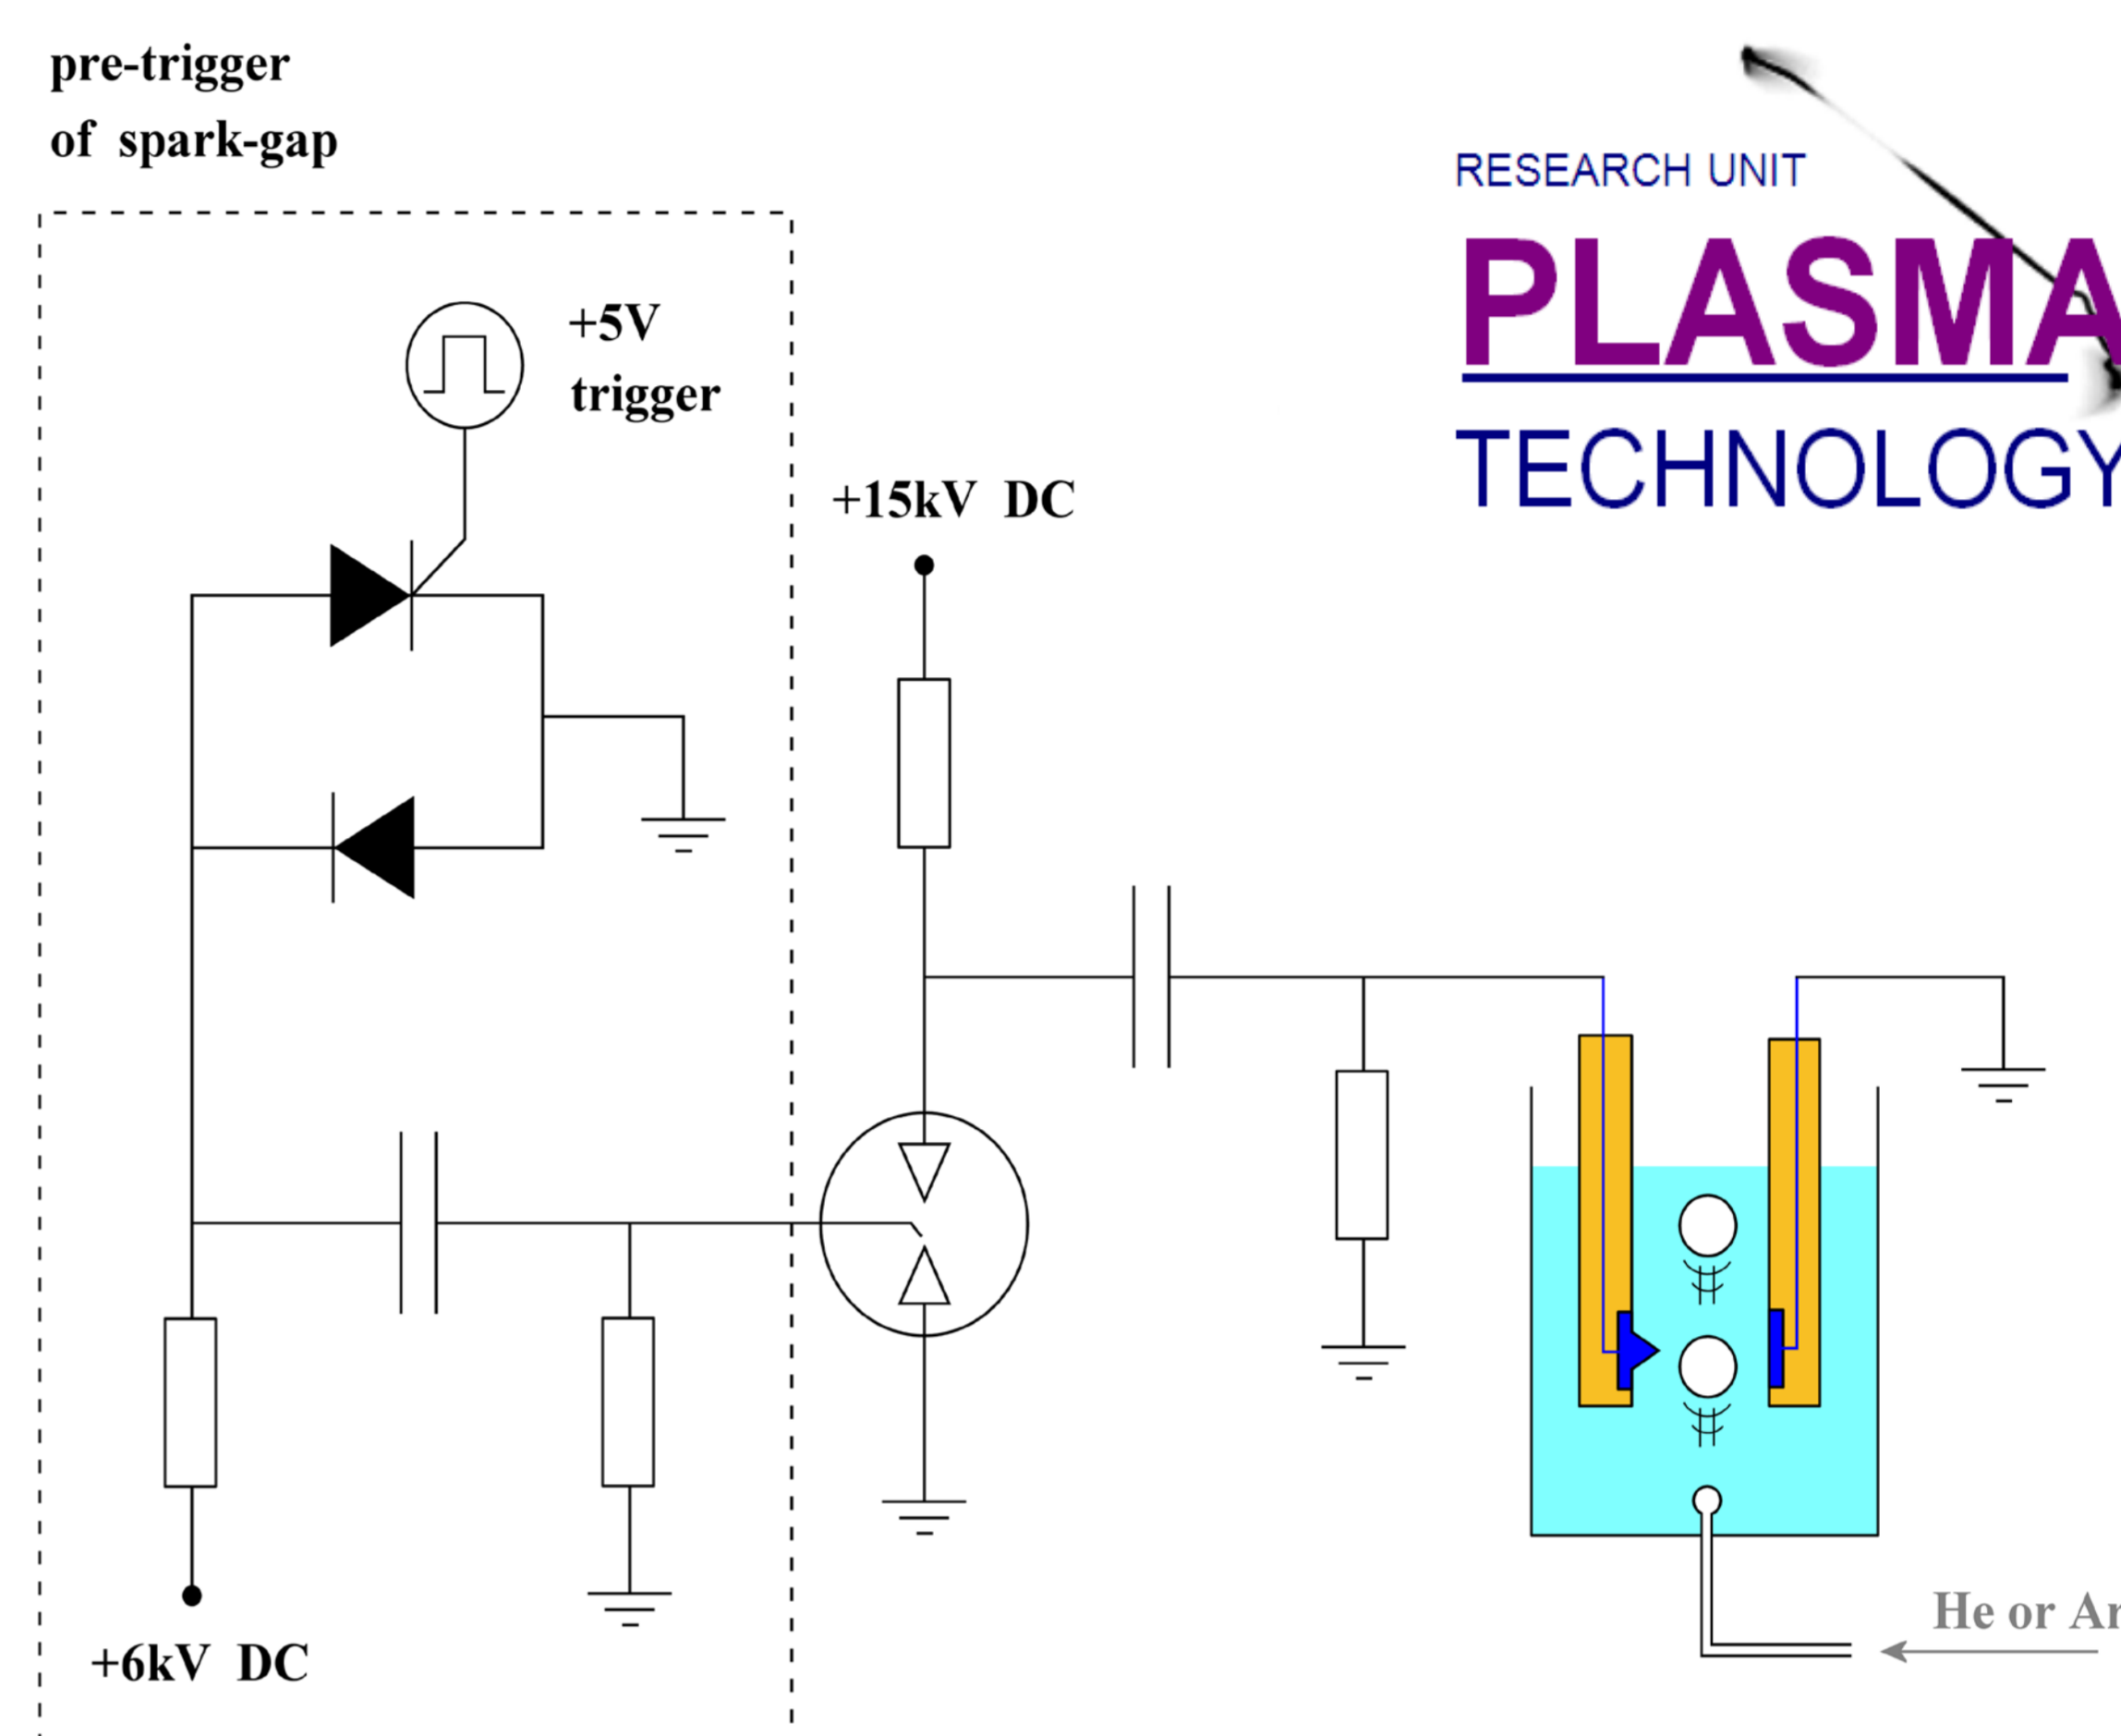 pre-trigger
of spark-gap
+5V
trigger
+15kV DC
RESEARCH UNIT
PLASMA
TECHNOLOGY
+6kV DC
He or Ar